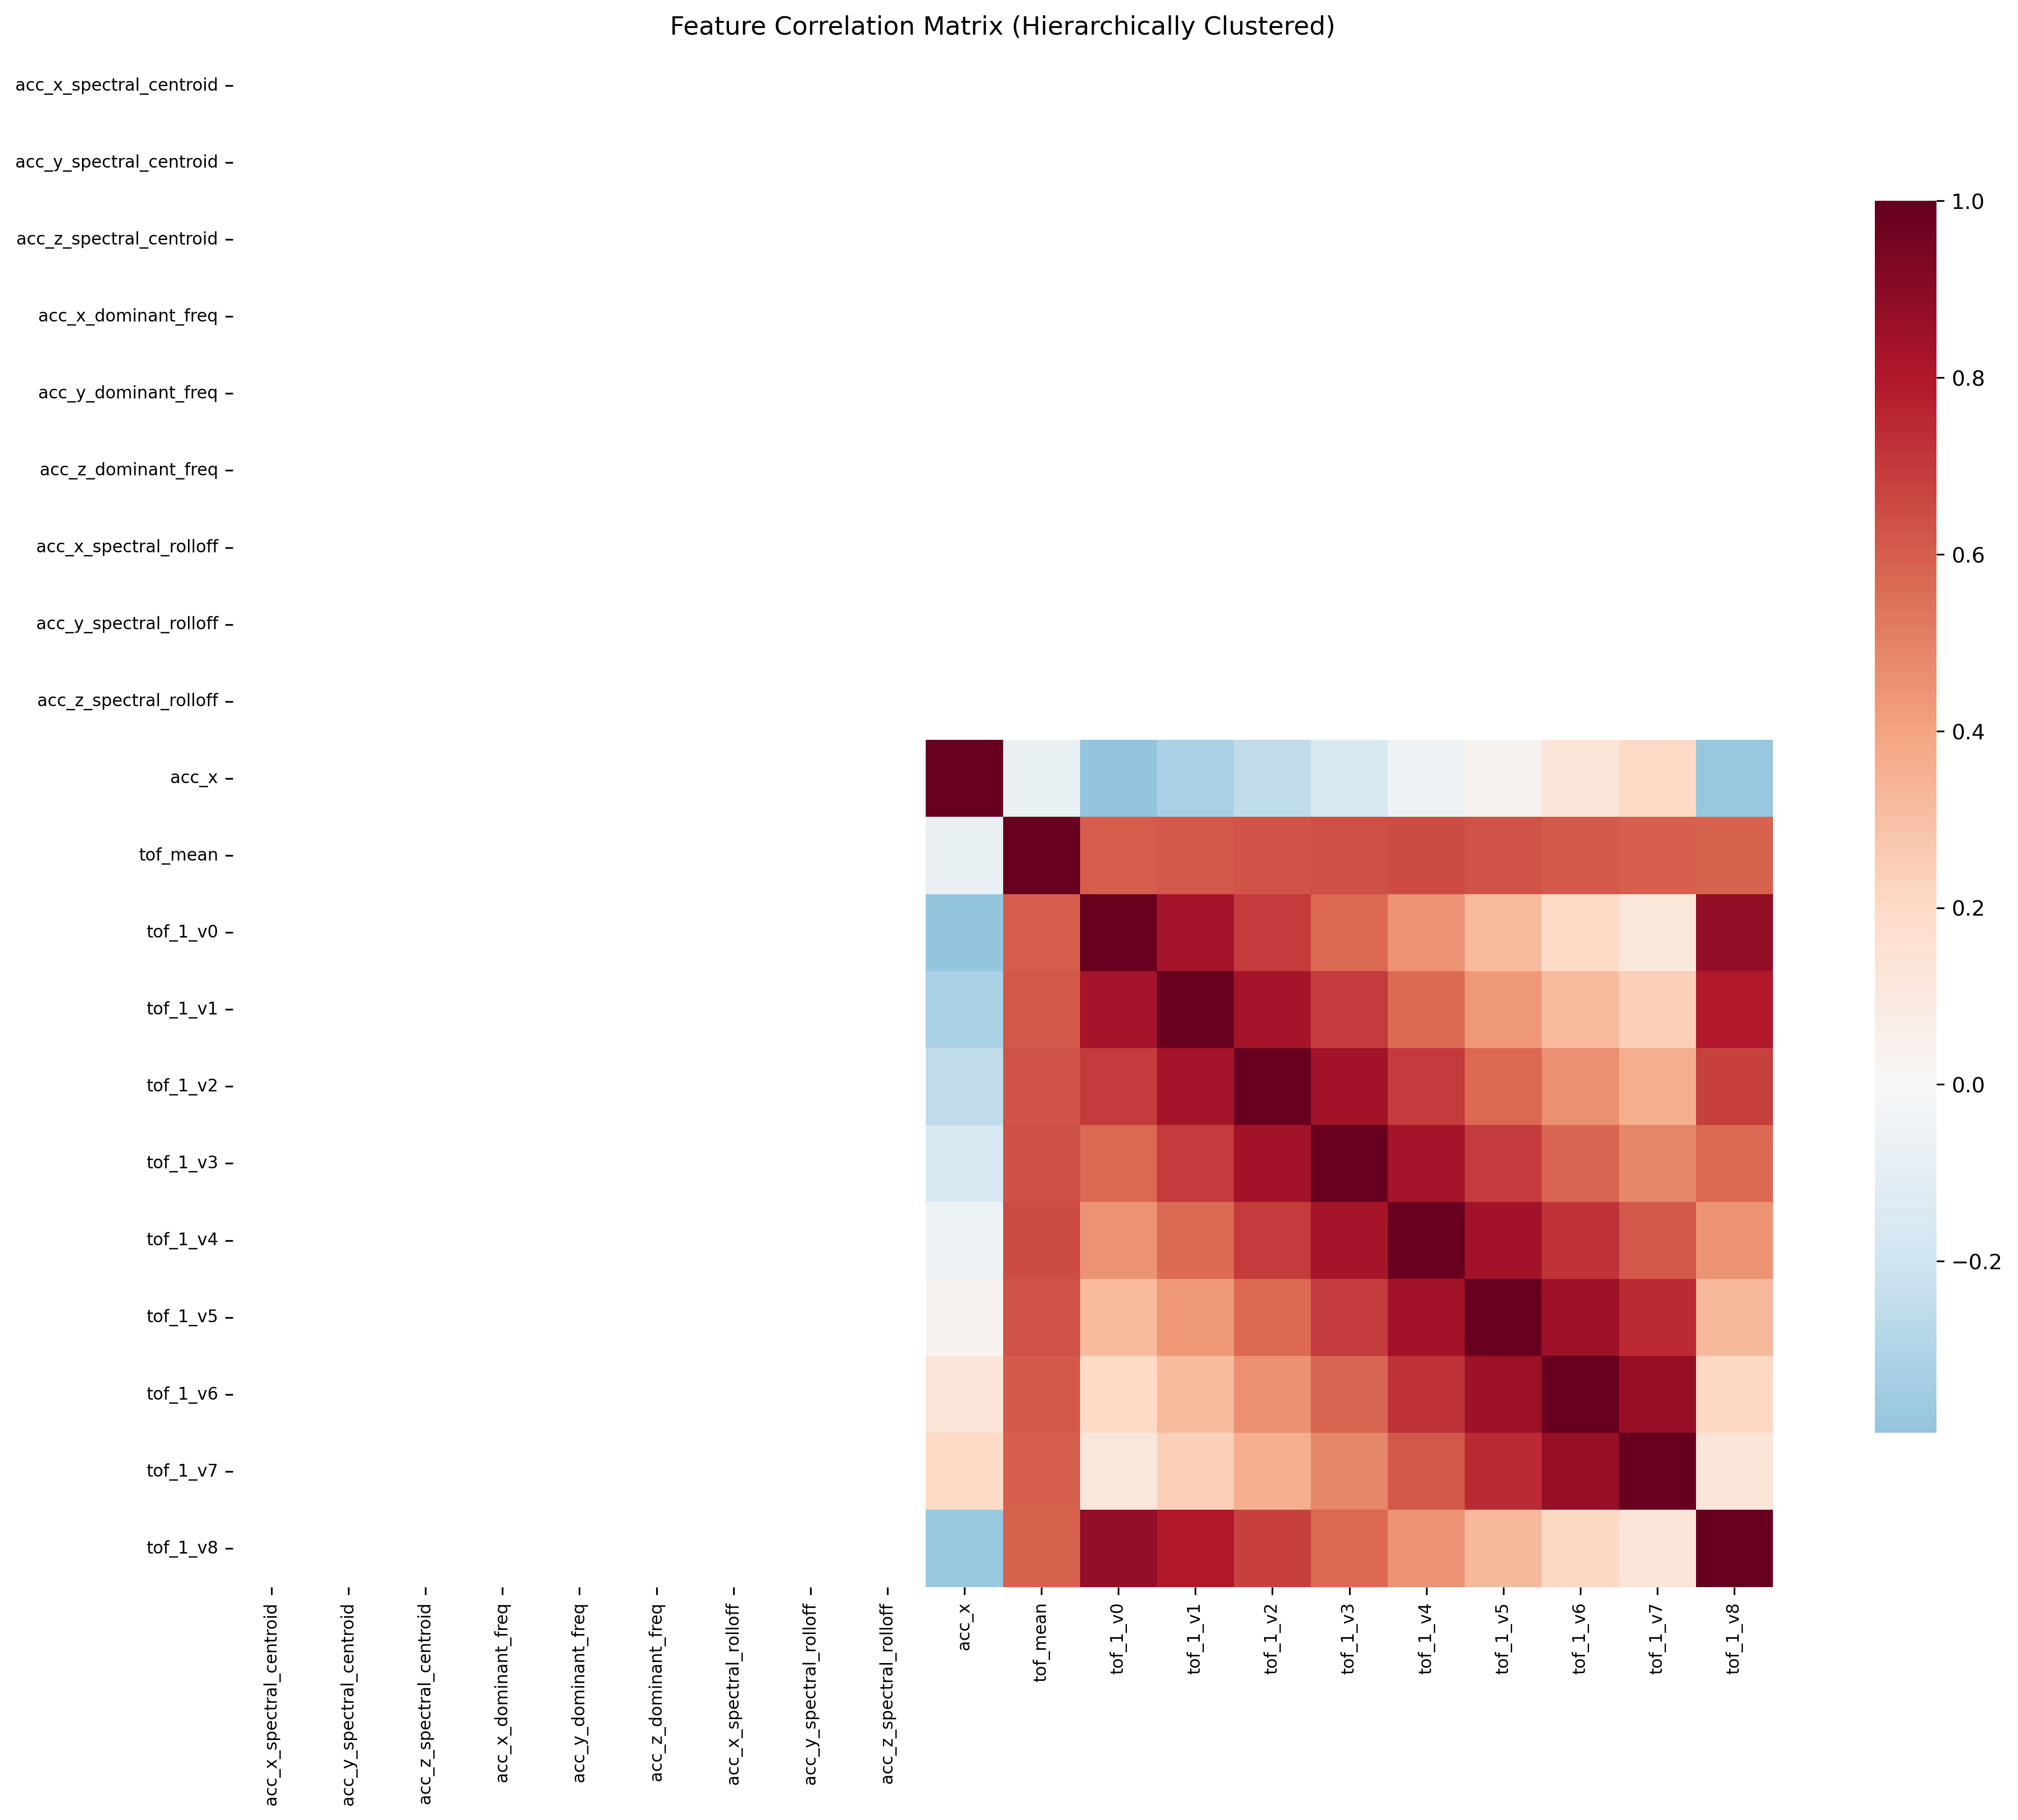 Feature Correlation Matrix (Hierarchically Clustered)
acc_x_spectral_centroid
acc_y_spectral_centroid
acc_z_spectral_centroid
acc_x_dominant_freq
acc_y_dominant_freq
acc_z_dominant_freq
acc_x_spectral_rolloff
acc_y_spectral_rolloff
acc_z_spectral_rolloff
acc_x
tof_mean
tof_1_v0
tof_1_v1
tof_1_v2
tof_1_v3
tof_1_v4
tof_1_v5
tof_1_v6
tof_1_v7
tof_1_v8
acc_x_spectral_centroid
acc_y_spectral_centroid
acc_z_spectral_centroid
acc_x_dominant_freq
acc_y_dominant_freq
acc_z_dominant_freq
acc_x_spectral_rolloff
acc_y_spectral_rolloff
acc_z_spectral_rolloff
acc_x
tof_mean
tof_1_v0
tof_1_v1
tof_1_v2
tof_1_v3
tof_1_v4
tof_1_v5
tof_1_v6
tof_1_v7
tof_1_v8
1.0
0.8
0.6
0.4
0.2
0.0
−0.2